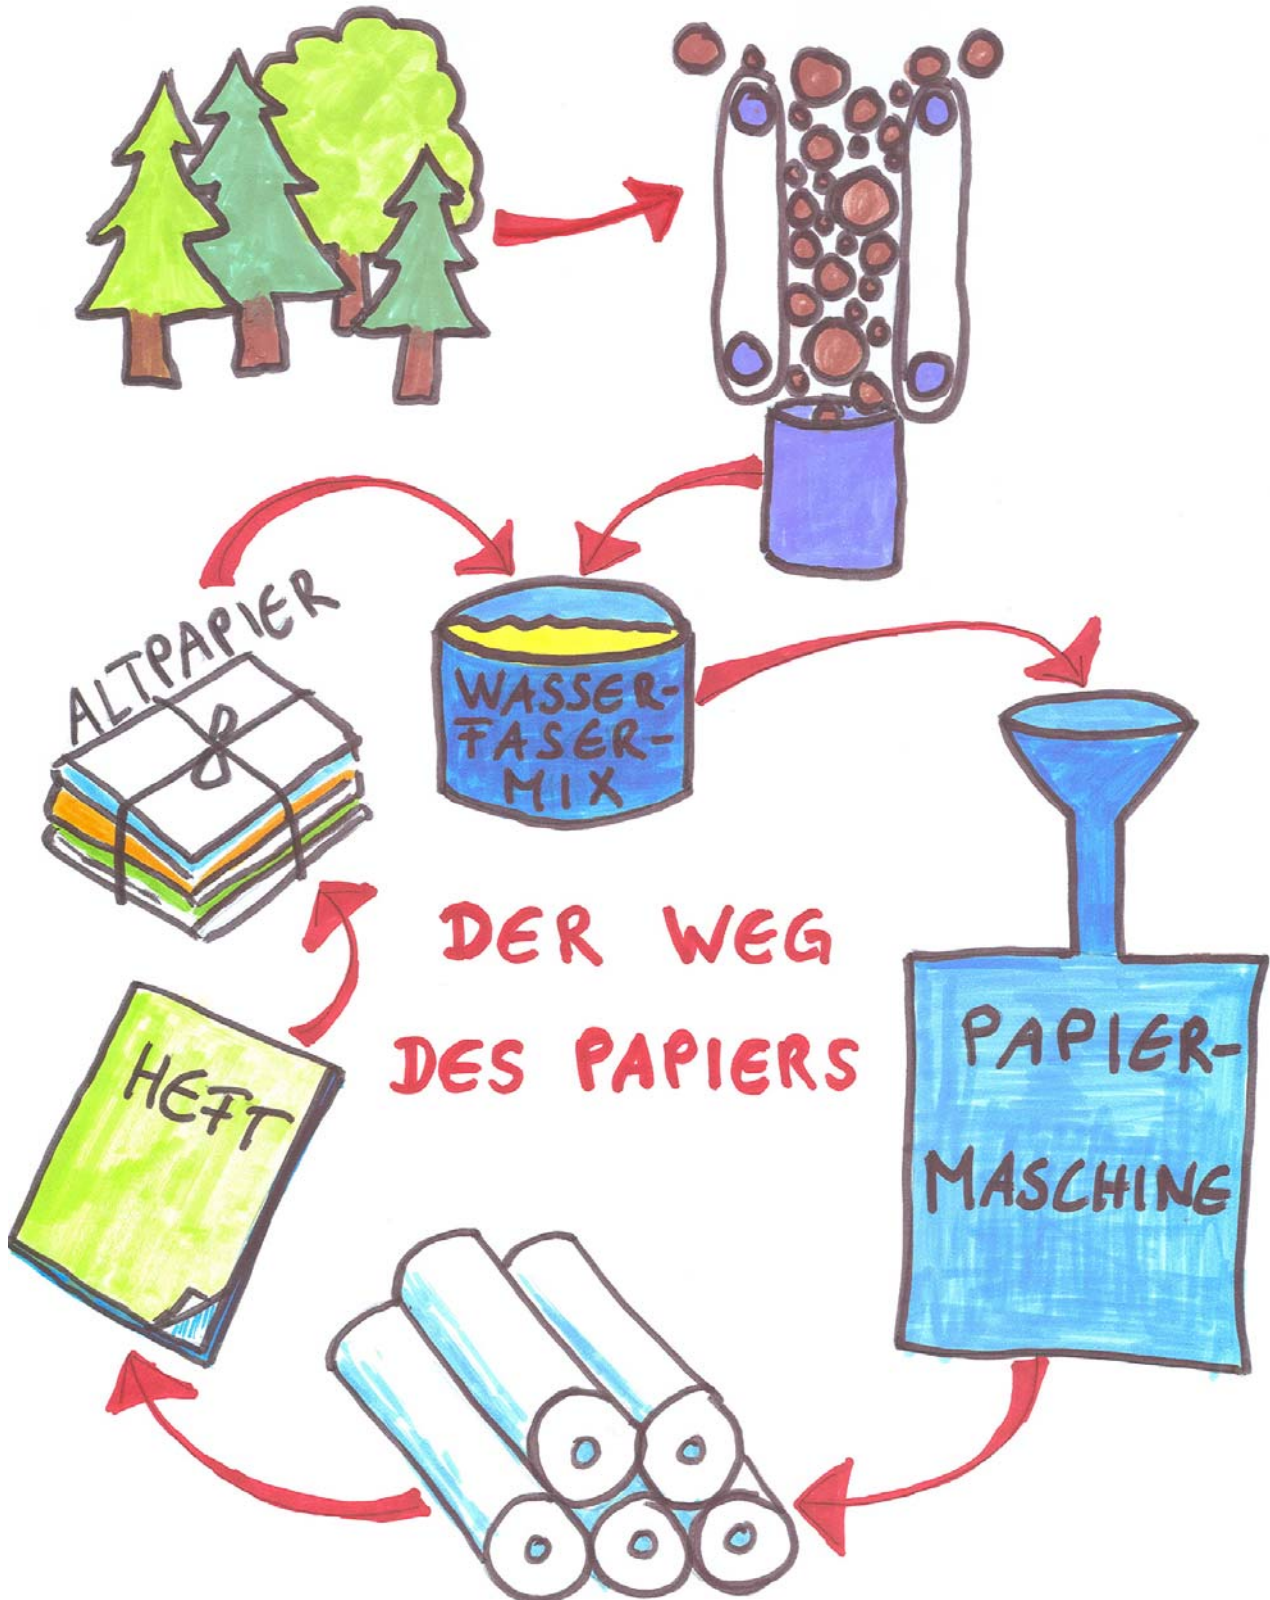 ALTPAPIER
WASSER-
FASER-
MIX
DER WEG
DES PAPIERS
PAPIER-
MASCHINE
HEFT